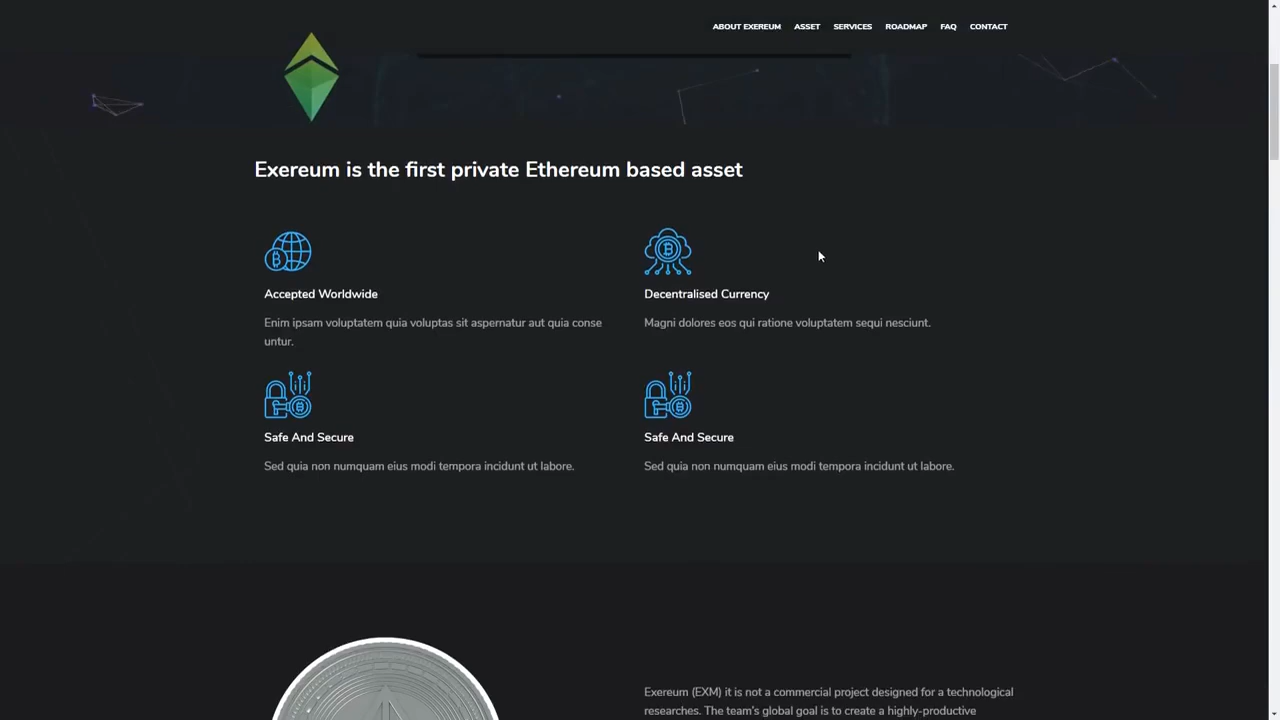 ABOUT EXEREUM ASSET SERVICES ROADMAP FAQ CONTACT
Exereum is the first private Ethereum based asset
Accepted Worldwide
Enim ipsam voluptatem quia voluptas sit aspernatur aut quia conse
untur.
Decentralised Currency
Magni dolores eos qui ratione voluptatem sequi nesciunt.
Safe And Secure
Sed quia non numquam eius modi tempora incidunt ut labore.
Safe And Secure
Sed quia non numquam eius modi tempora incidunt ut labore.
Exereum (EXM) it is not a commercial project designed for a technological
researches. The team's global goal is to create a highly-productive